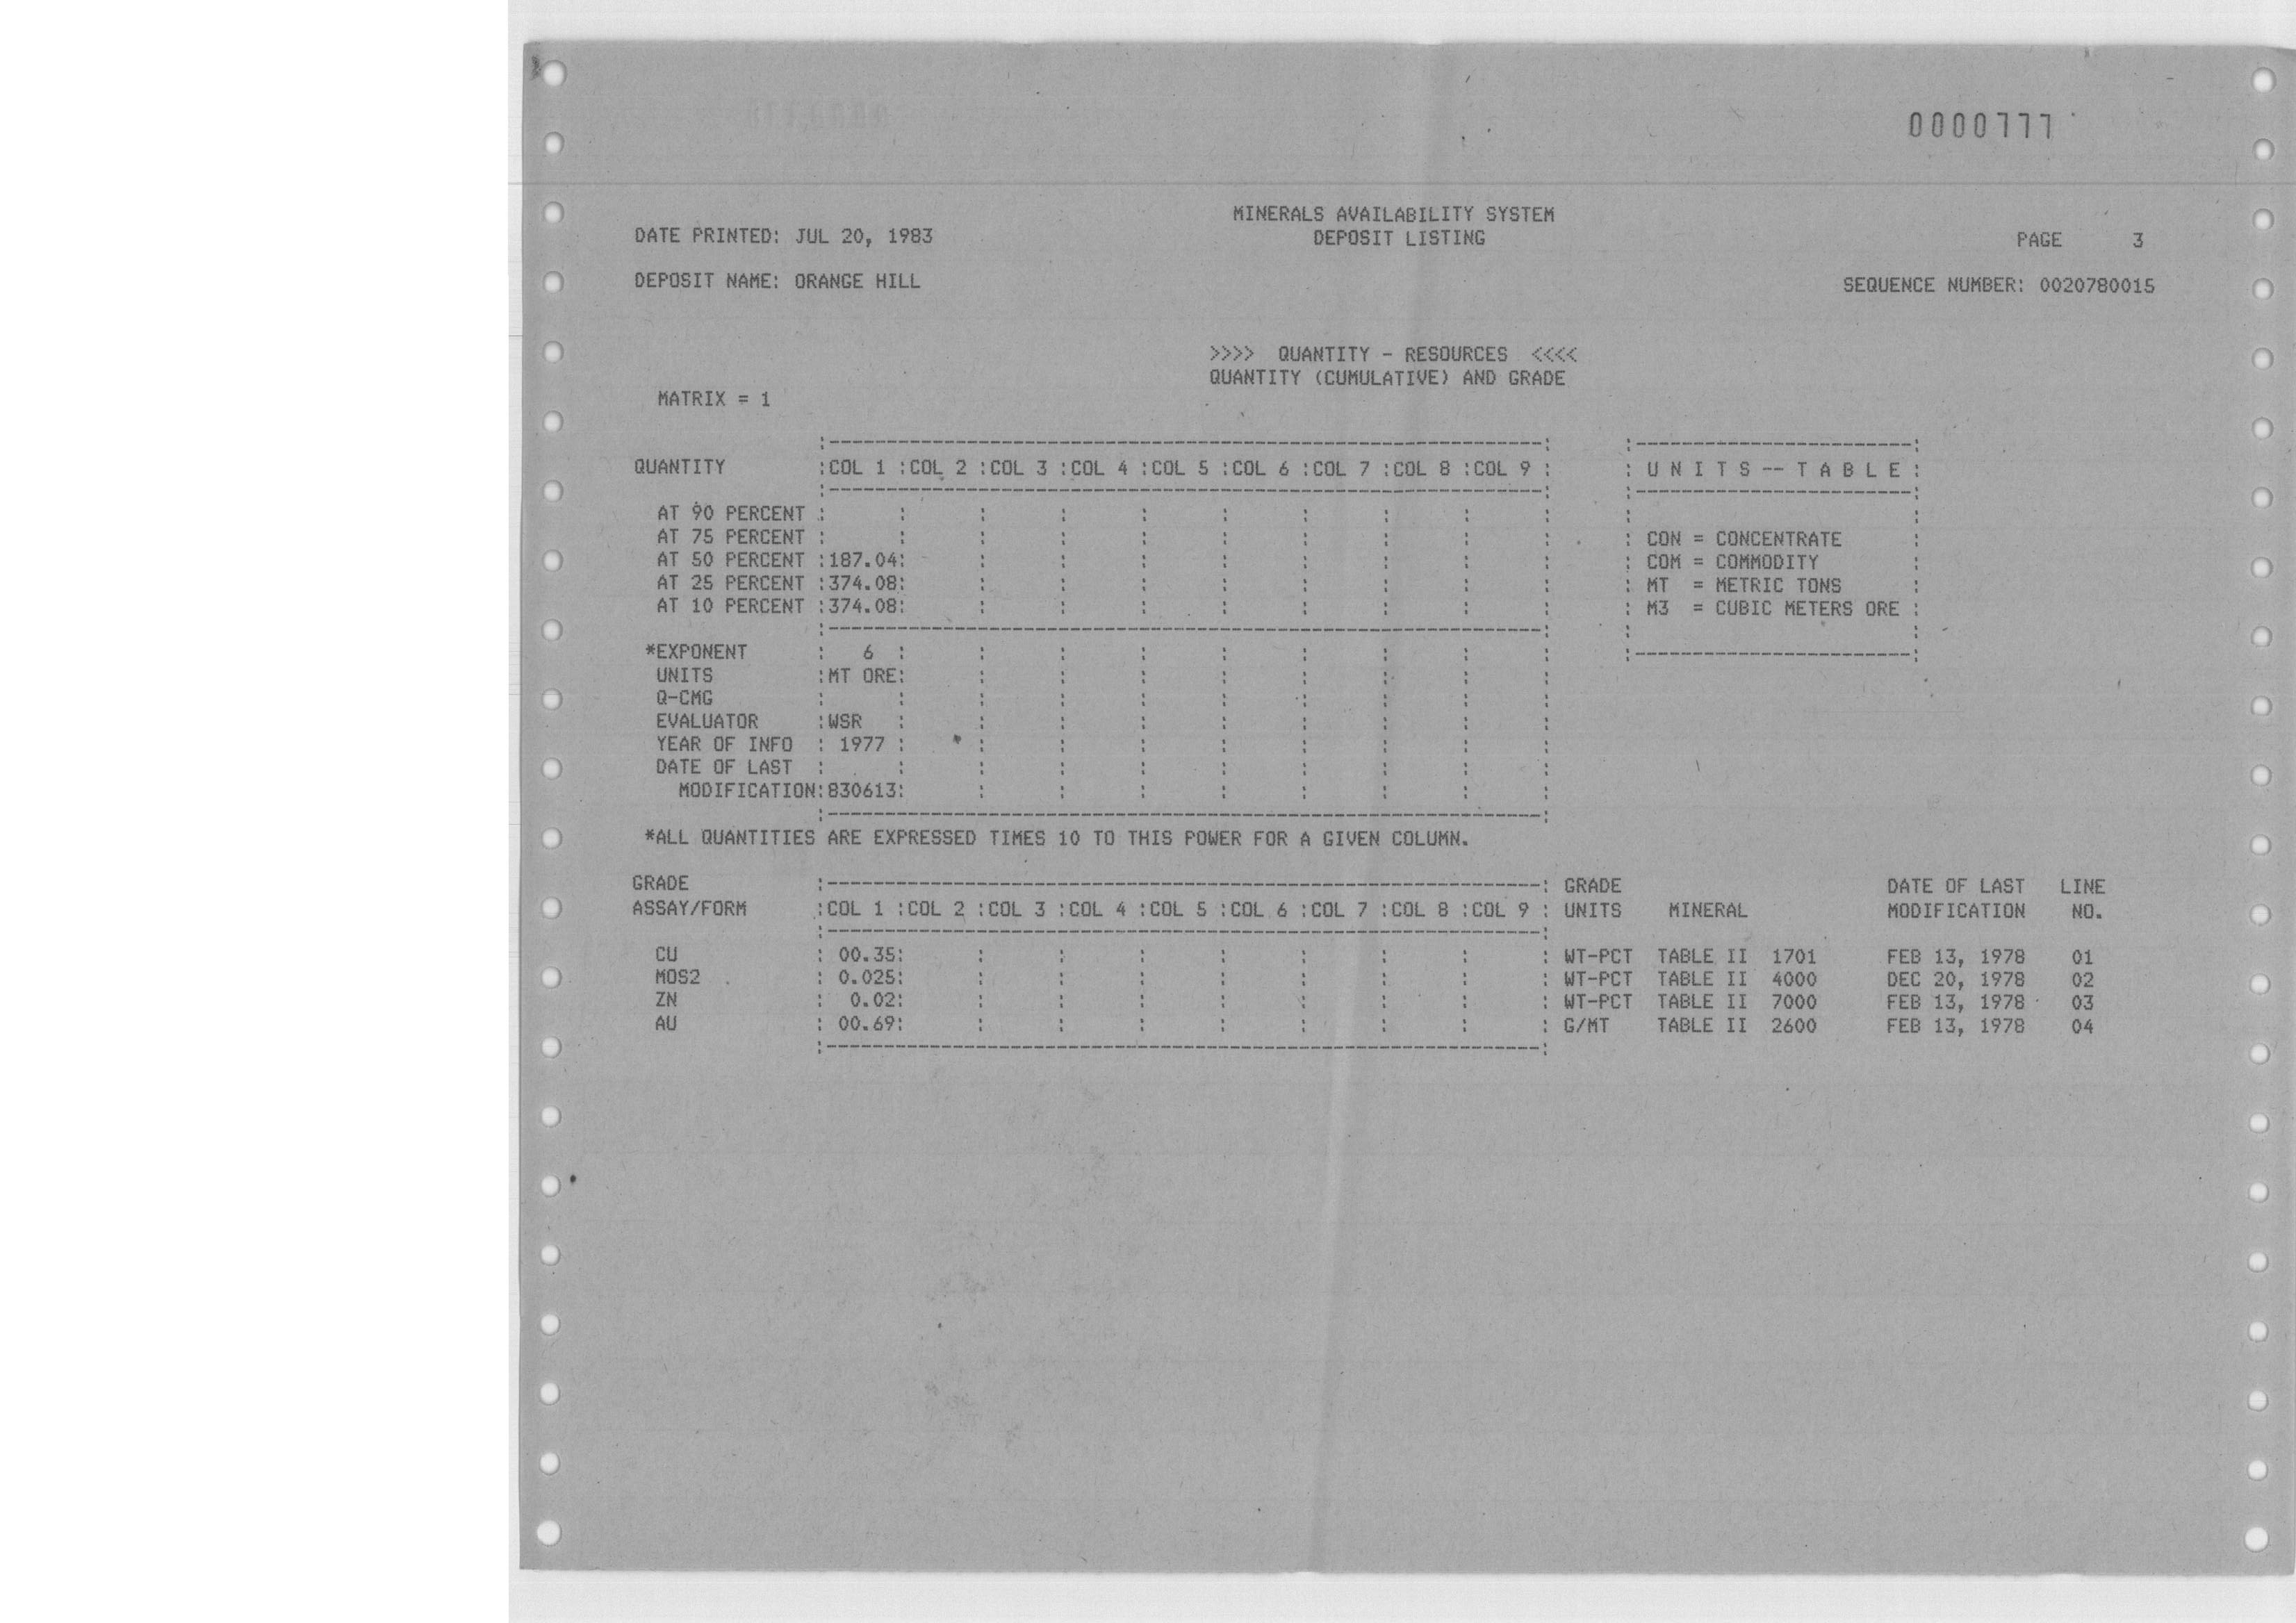 0000777
MINERALS AVAILABILITY SYSTEM
DATE PRINTED: JUL 20, 1983 DEPOSIT LISTING PAGE 3
DEPOSIT NAME: ORANGE HILL SEQUENCE NUMBER: 0020780015
>>>> QUANTITY - RESOURCES <<<<
QUANTITY (CUMULATIVE) AND GRADE
MATRIX = 1
QUANTITY :COL 1 :COL 2 :COL 3 :COL 4 :COL 5 :COL 6 :COL 7 :COL 8 :COL 9 : : U N I T S -- T A B L E :
AT 90 PERCENT
AT 75 PERCENT : CON = CONCENTRATE
AT 50 PERCENT :187.04: COM = COMMODITY
AT 25 PERCENT :374.08: MT = METRIC TONS
AT 10 PERCENT :374.08: M3 = CUBIC METERS ORE :
*EXPONENT : 6 :
UNITS :MT ORE:
Q-CMG
EVALUATOR :WSR :
YEAR OF INFO : 1977 :
DATE OF LAST :
MODIFICATION:830613:
*ALL QUANTITIES ARE EXPRESSED TIMES 10 TO THIS POWER FOR A GIVEN COLUMN.
GRADE GRADE DATE OF LAST LINE
ASSAY/FORM :COL 1 :COL 2 :COL 3 :COL 4 :COL 5 :COL 6 :COL 7 :COL 8 :COL 9 : UNITS MINERAL MODIFICATION NO.
CU : 00.35: WT-PCT TABLE II 1701 FEB 13, 1978 01
MOS2 : 0.025: WT-PCT TABLE II 4000 DEC 20, 1978 02
ZN : 0.02: WT-PCT TABLE II 7000 FEB 13, 1978 03
AU : 00.69: G/MT TABLE II 2600 FEB 13, 1978 04